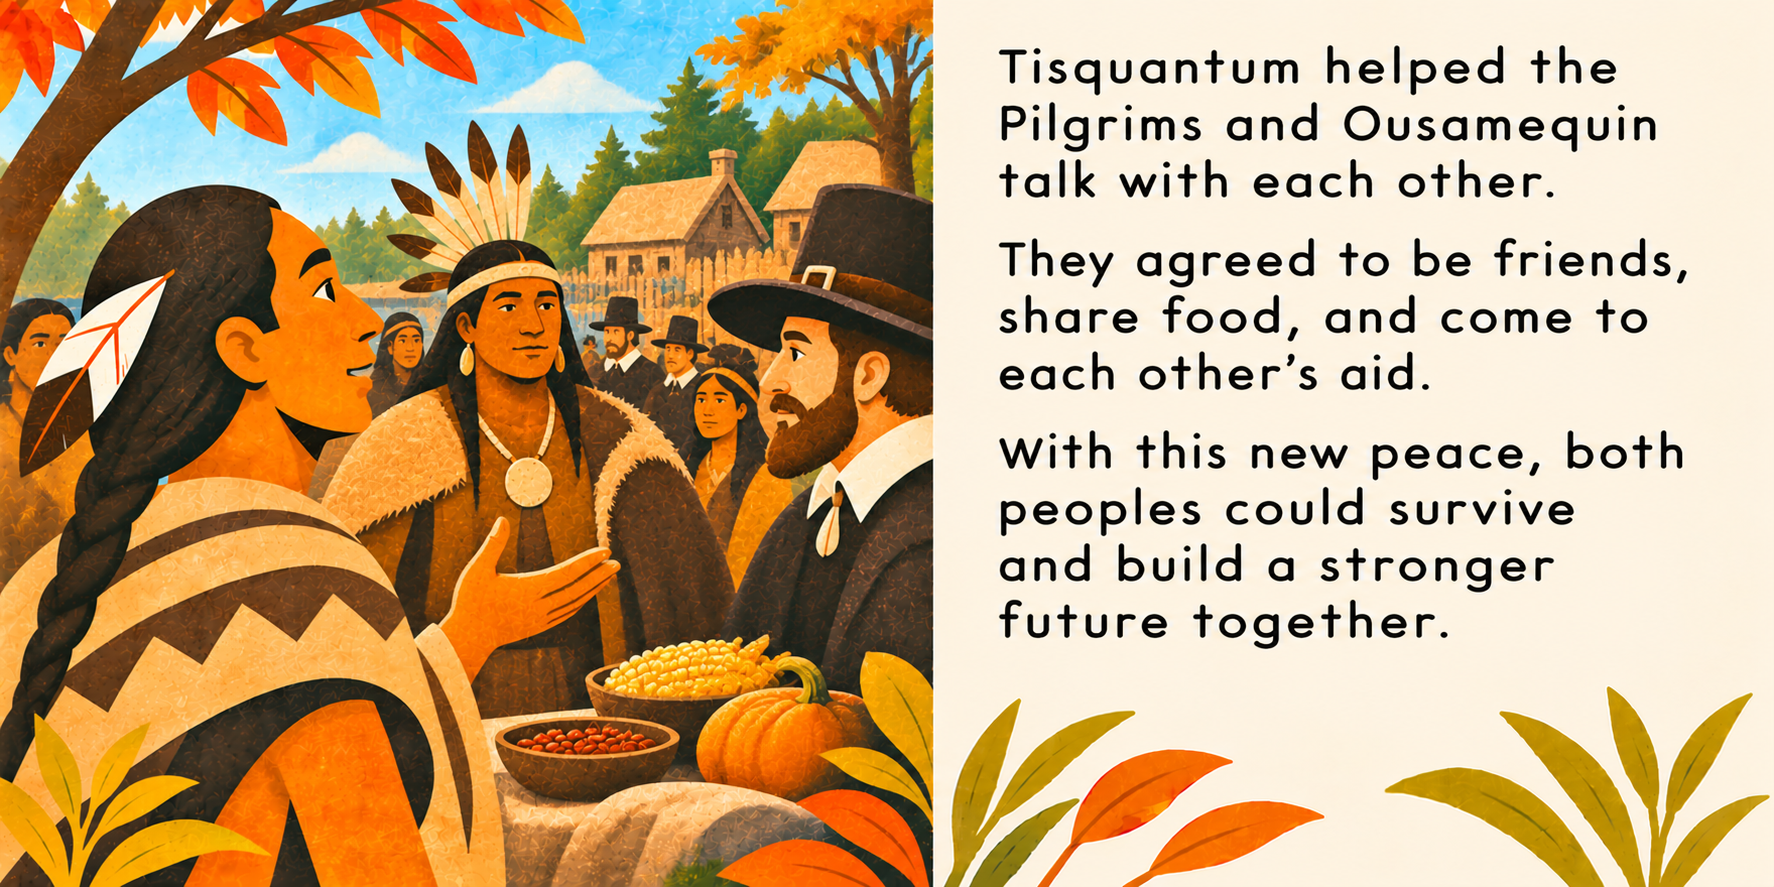 Tisquantum helped the
Pilgrims and Ousamequin
talk with each other.
They agreed to be friends,
share food, and come to
each other’s aid.
With this new peace, both
peoples could survive
and build a stronger
future together.